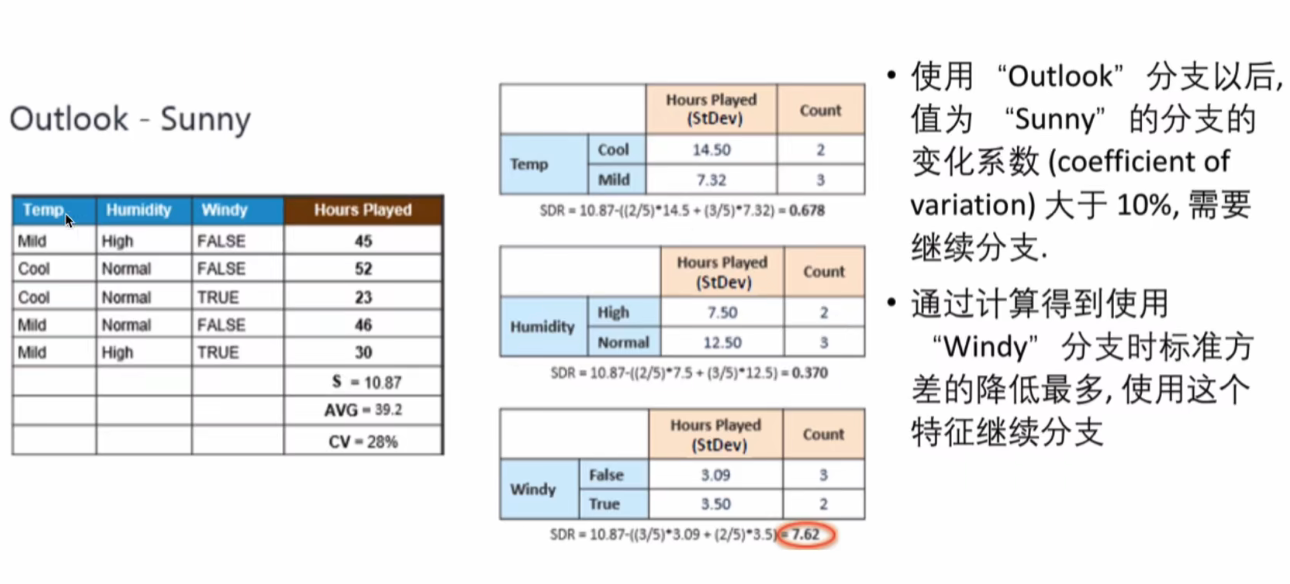 Outlook - Sunny
Temp Humidity Windy Hours Played
Mild High FALSE 45
Cool Normal FALSE 52
Cool Normal TRUE 23
Mild Normal FALSE 46
Mild High TRUE 30
S = 10.87
AVG = 39.2
CV = 28%
Hours Played
(StDev) Count
Temp Cool 14.50 2
Mild 7.32 3
SDR = 10.87-((2/5)*14.5 + (3/5)*7.32) = 0.678
Hours Played
(StDev) Count
Humidity High 7.50 2
Normal 12.50 3
SDR = 10.87-((2/5)*7.5 + (3/5)*12.5) = 0.370
Hours Played
(StDev) Count
Windy False 3.09 3
True 3.50 2
SDR = 10.87-((3/5)*3.09 + (2/5)*3.5) = 7.62
• 使用 “Outlook” 分支以后,
值为 “Sunny” 的分支的
变化系数 (coefficient of
variation) 大于 10%, 需要
继续分支.
• 通过计算得到使用
“Windy” 分支时标准方
差的降低最多, 使用这个
特征继续分支